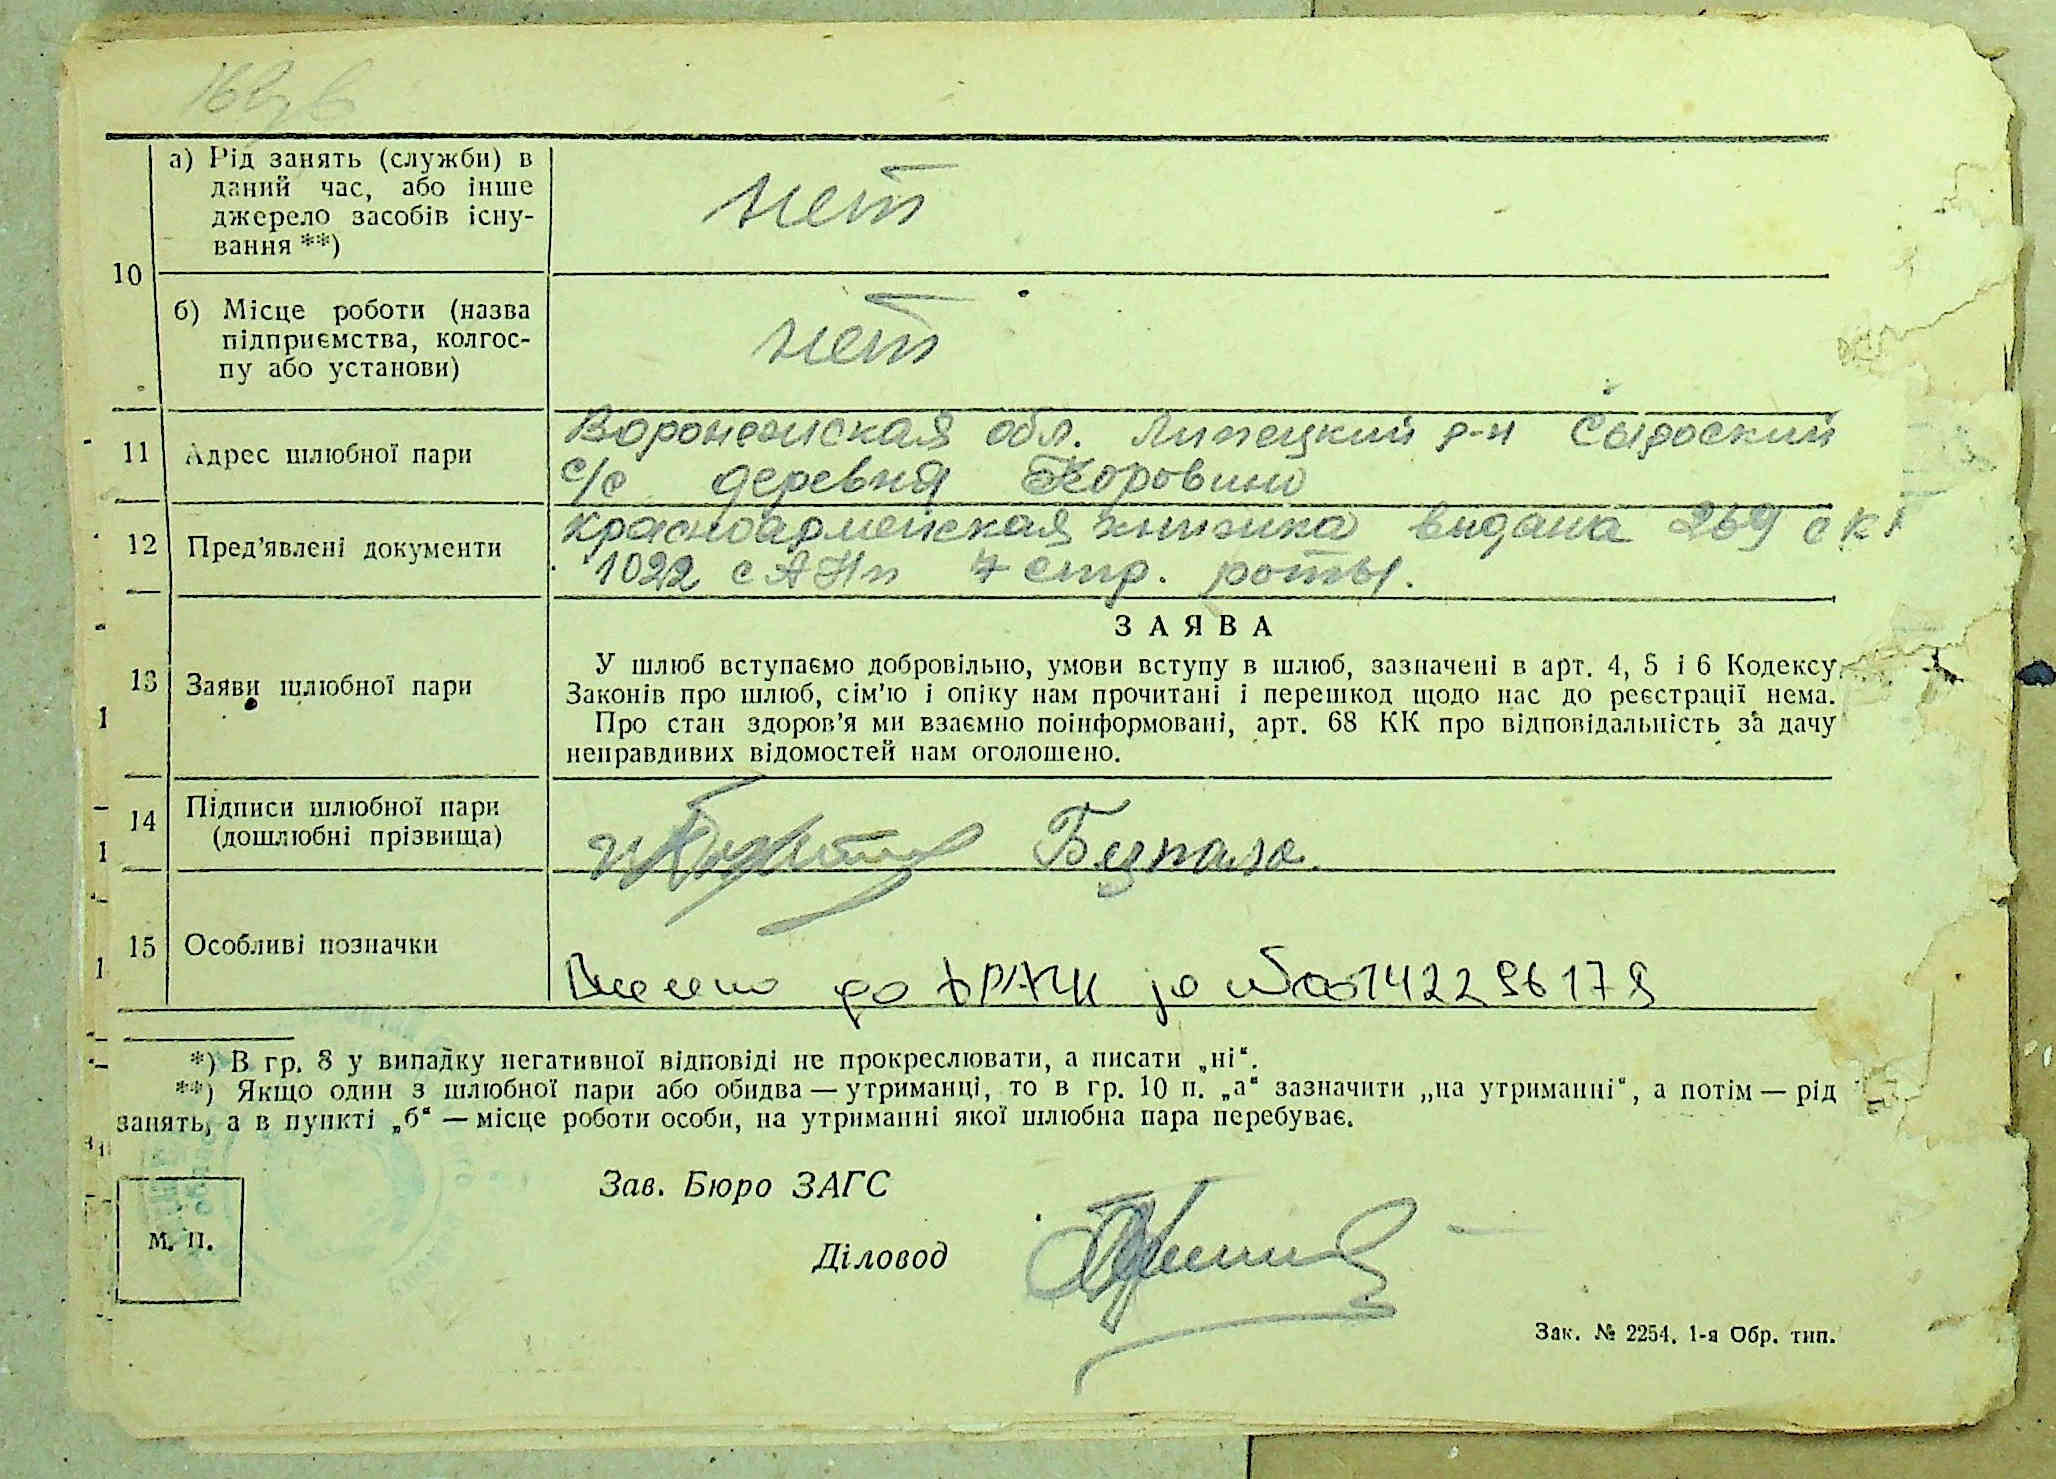 а) Рід занять (служби) в
даний час, або інше
джерело засобів існу-
вання **)
нет
10
б) Місце роботи (назва
підприємства, колгос-
пу або установи)
нет
11 Адрес шлюбної пари
Воронежская обл. Липецкий р-н Сырский
с/с деревня Коровино
12 Пред'явлені документи
красноармейская книжка видана 269
1022 7 стр. роты.
13 Заяви шлюбної пари
ЗАЯВА
У шлюб вступаємо добровільно, умови вступу в шлюб, зазначені в арт. 4, 5 і 6 Кодексу
Законів про шлюб, сім'ю і опіку нам прочитані і перешкод щодо нас до реєстрації нема.
Про стан здоров'я ми взаємно поінформовані, арт. 68 КК про відповідальність за дачу
неправдивих відомостей нам оголошено.
14 Підписи шлюбної пари
(дошлюбні прізвища)
15 Особливі позначки
Внесено до ДРАЦС за №00142296179
*) В гр. 8 у випадку негативної відповіді не прокреслювати, а писати „ні“.
**) Якщо один з шлюбної пари або обидва — утриманці, то в гр. 10 п. „а“ зазначити „на утриманні“, а потім — рід
занять, а в пункті „б“ — місце роботи особи, на утриманні якої шлюбна пара перебуває.
Зав. Бюро ЗАГС
М. П.
Діловод
Зак. № 2254. 1-я Обр. тип.